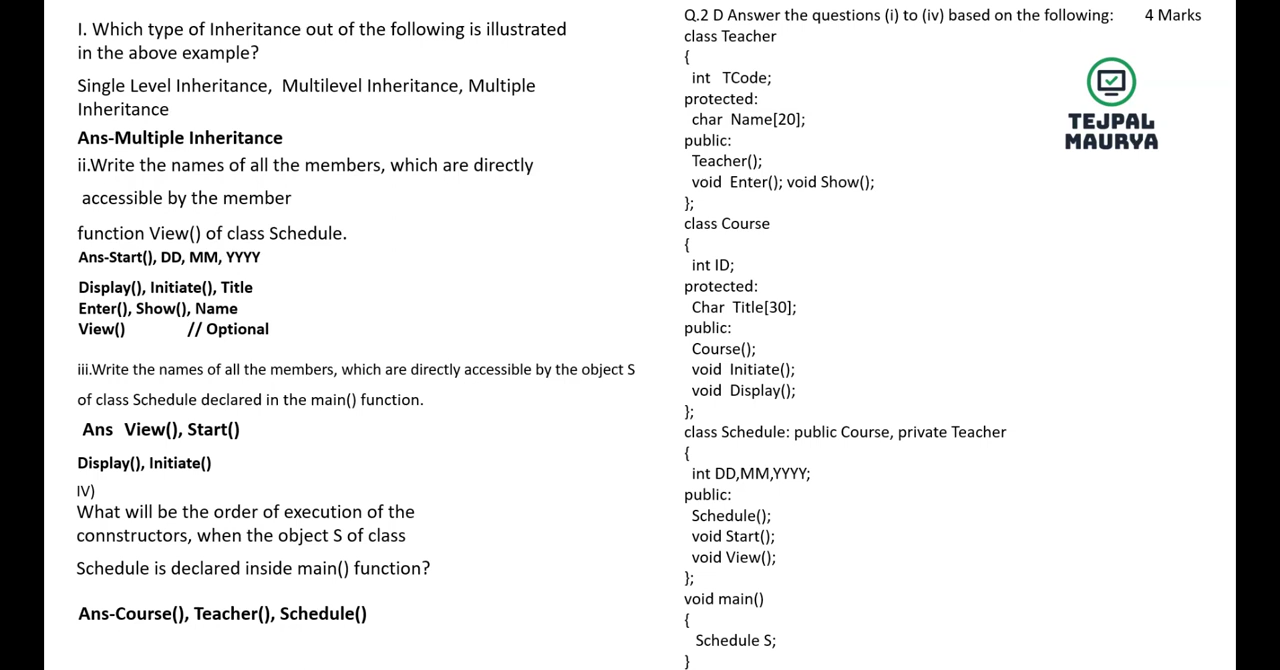 I. Which type of Inheritance out of the following is illustrated
in the above example?
Single Level Inheritance,  Multilevel Inheritance, Multiple
Inheritance
Ans-Multiple Inheritance
ii.Write the names of all the members, which are directly
accessible by the member
function View() of class Schedule.
Ans-Start(), DD, MM, YYYY
Display(), Initiate(), Title
Enter(), Show(), Name
View()          // Optional
iii.Write the names of all the members, which are directly accessible by the object S
of class Schedule declared in the main() function.
Ans  View(), Start()
Display(), Initiate()
IV)
What will be the order of execution of the
connstructors, when the object S of class
Schedule is declared inside main() function?
Ans-Course(), Teacher(), Schedule()
Q.2 D Answer the questions (i) to (iv) based on the following:      4 Marks
class Teacher
{
int  TCode;
protected:
char  Name[20];
public:
Teacher();
void  Enter(); void Show();
};
class Course
{
int ID;
protected:
Char  Title[30];
public:
Course();
void  Initiate();
void  Display();
};
class Schedule: public Course, private Teacher
{
int DD,MM,YYYY;
public:
Schedule();
void Start();
void View();
};
void main()
{
Schedule S;
}
TEJPAL
MAURYA